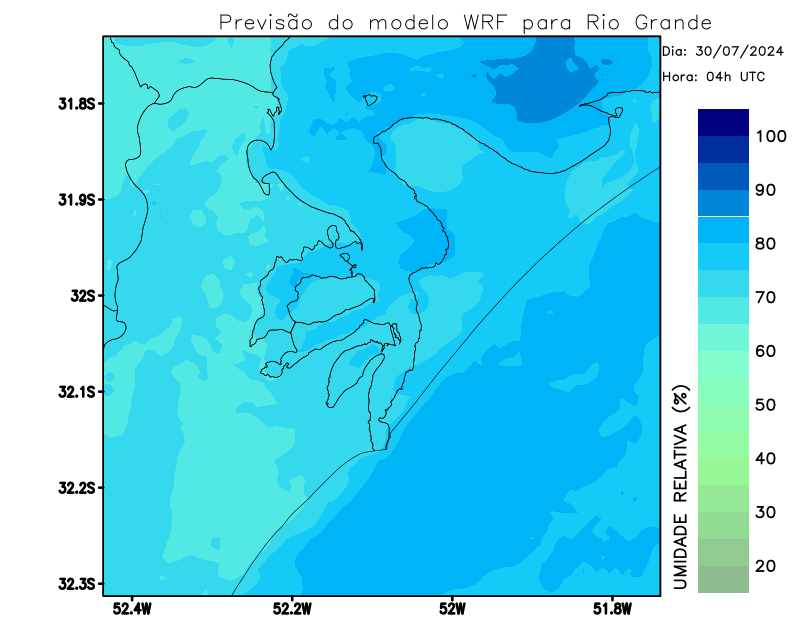 Previsão do modelo WRF para Rio Grande
Dia: 30/07/2024
Hora: 04h UTC
31.8S
31.9S
32S
32.1S
32.2S
32.3S
52.4W
52.2W
52W
51.8W
100
90
80
70
60
50
40
30
20
UMIDADE RELATIVA (%)